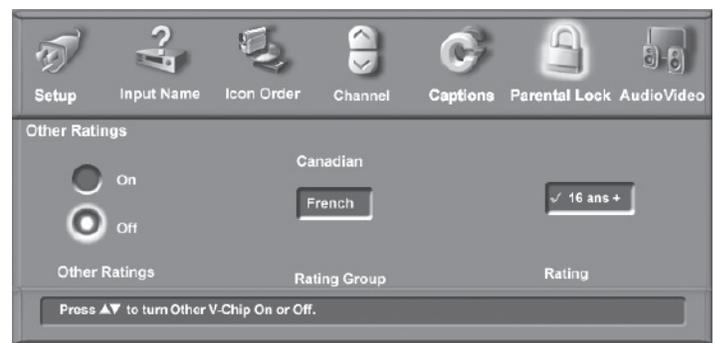 Setup Input Name Icon Order Channel Captions Parental Lock AudioVideo
Other Ratings
On
Off
Other Ratings
Canadian
French
Rating Group
✓ 16 ans +
Rating
Press ▲▼ to turn Other V-Chip On or Off.